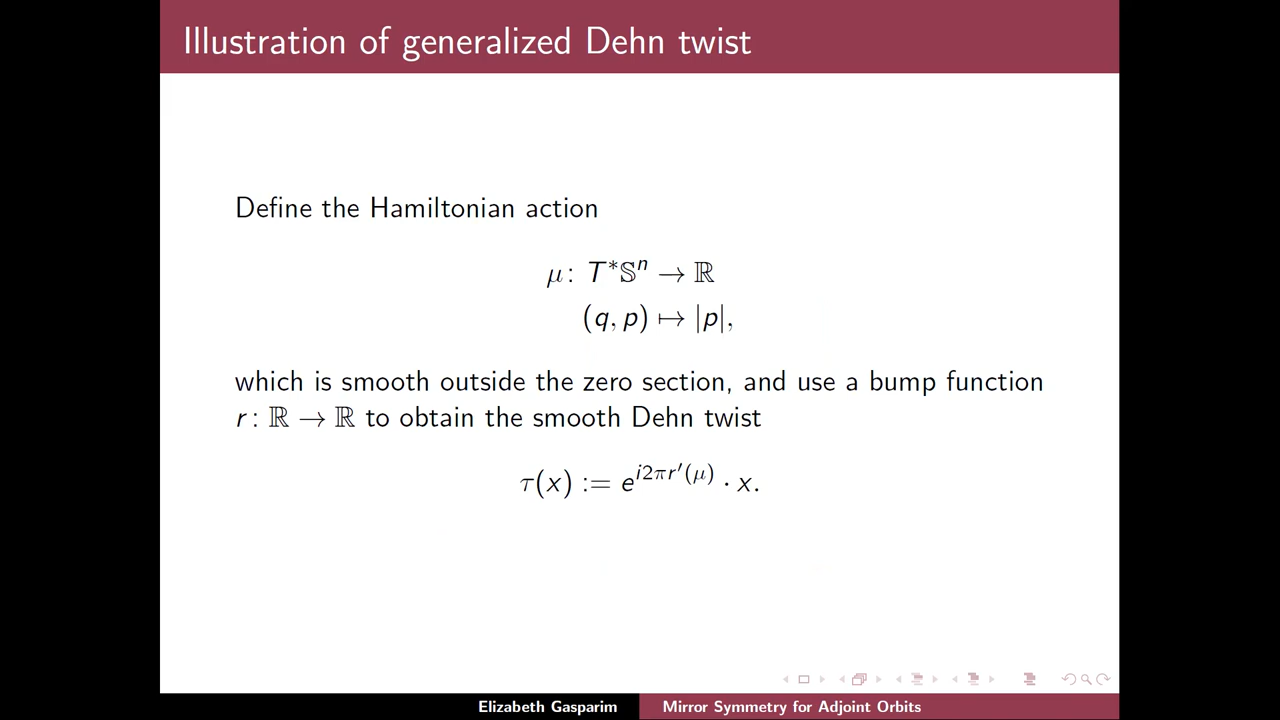 Illustration of generalized Dehn twist
Define the Hamiltonian action
μ: T*𝕊ⁿ → ℝ
(q, p) ↦ |p|,
which is smooth outside the zero section, and use a bump function
r: ℝ → ℝ to obtain the smooth Dehn twist
τ(x) := e^{i2πr′(μ)} · x.
Elizabeth Gasparim
Mirror Symmetry for Adjoint Orbits